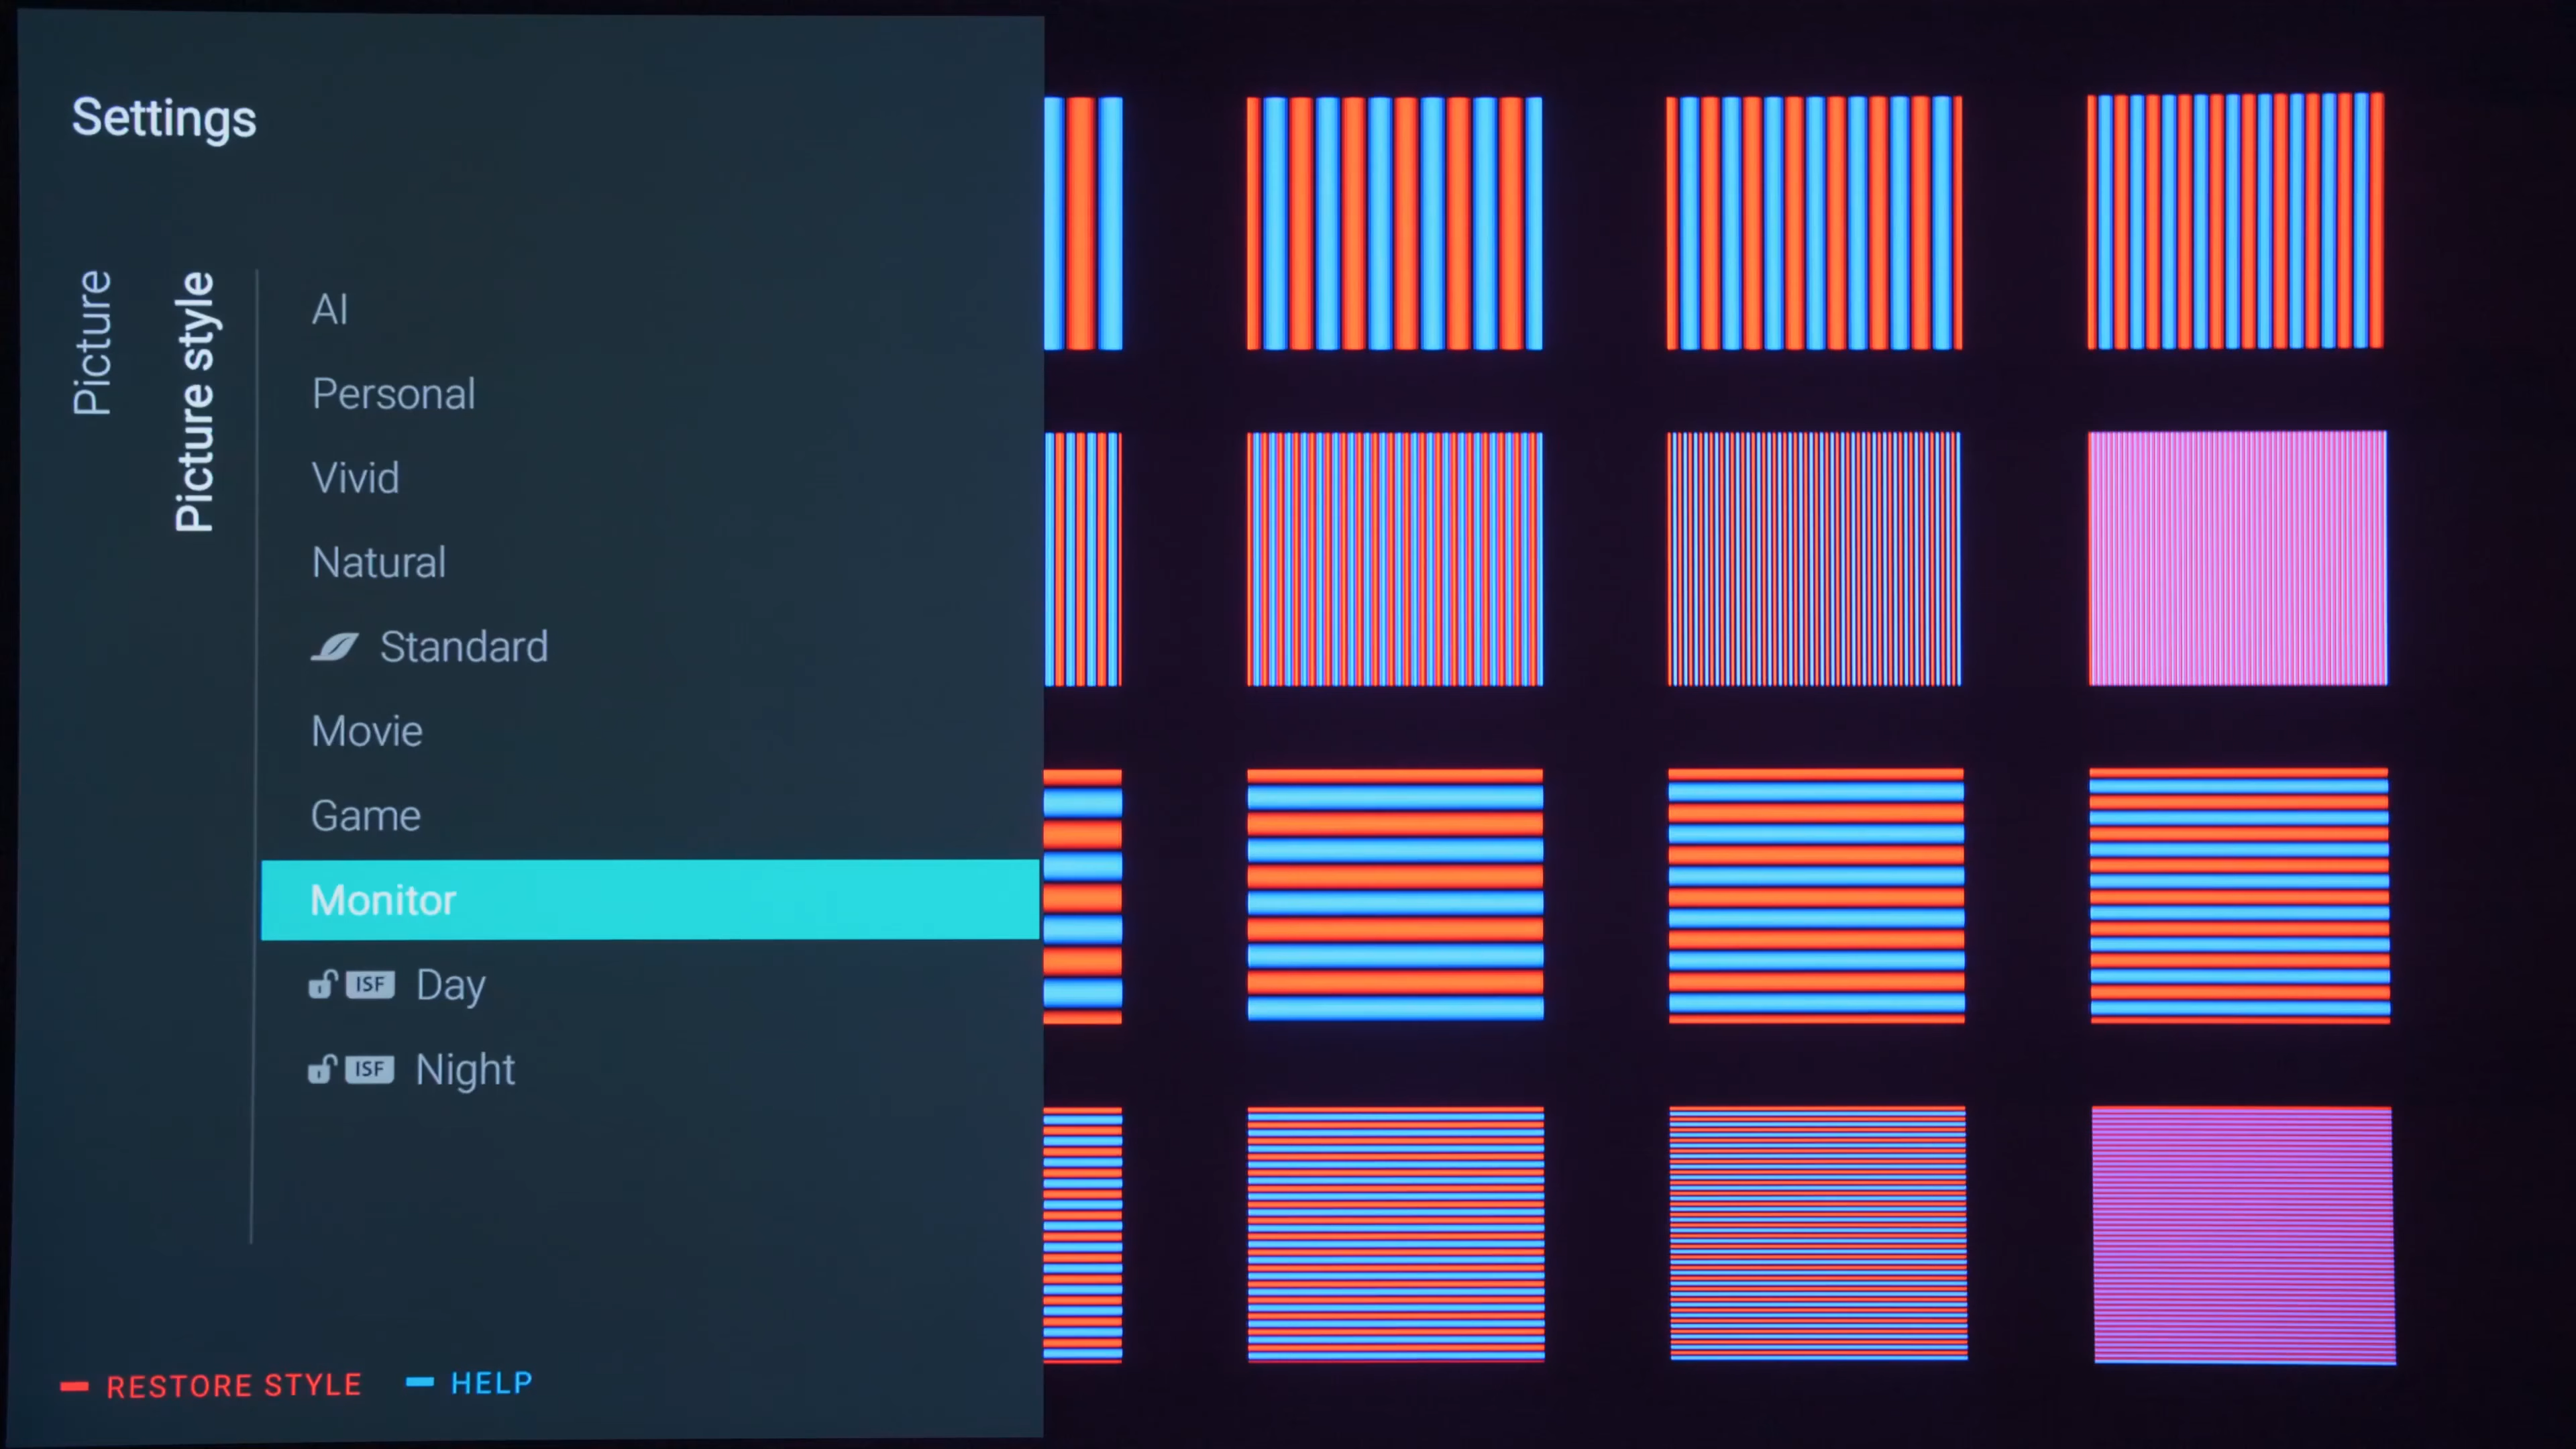 Settings
Picture
Picture style
AI
Personal
Vivid
Natural
Standard
Movie
Game
Monitor
ISF Day
ISF Night
RESTORE STYLE
HELP